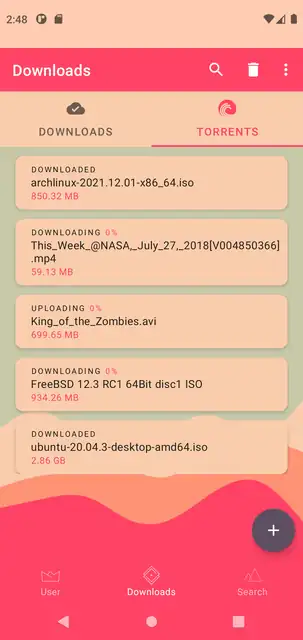 2:48
Downloads
DOWNLOADS
TORRENTS
DOWNLOADED
archlinux-2021.12.01-x86_64.iso
850.32 MB
DOWNLOADING 0%
This_Week_@NASA,_July_27,_2018[V004850366]
.mp4
59.13 MB
UPLOADING 0%
King_of_the_Zombies.avi
699.65 MB
DOWNLOADING 0%
FreeBSD 12.3 RC1 64Bit disc1 ISO
934.26 MB
DOWNLOADED
ubuntu-20.04.3-desktop-amd64.iso
2.86 GB
User
Downloads
Search